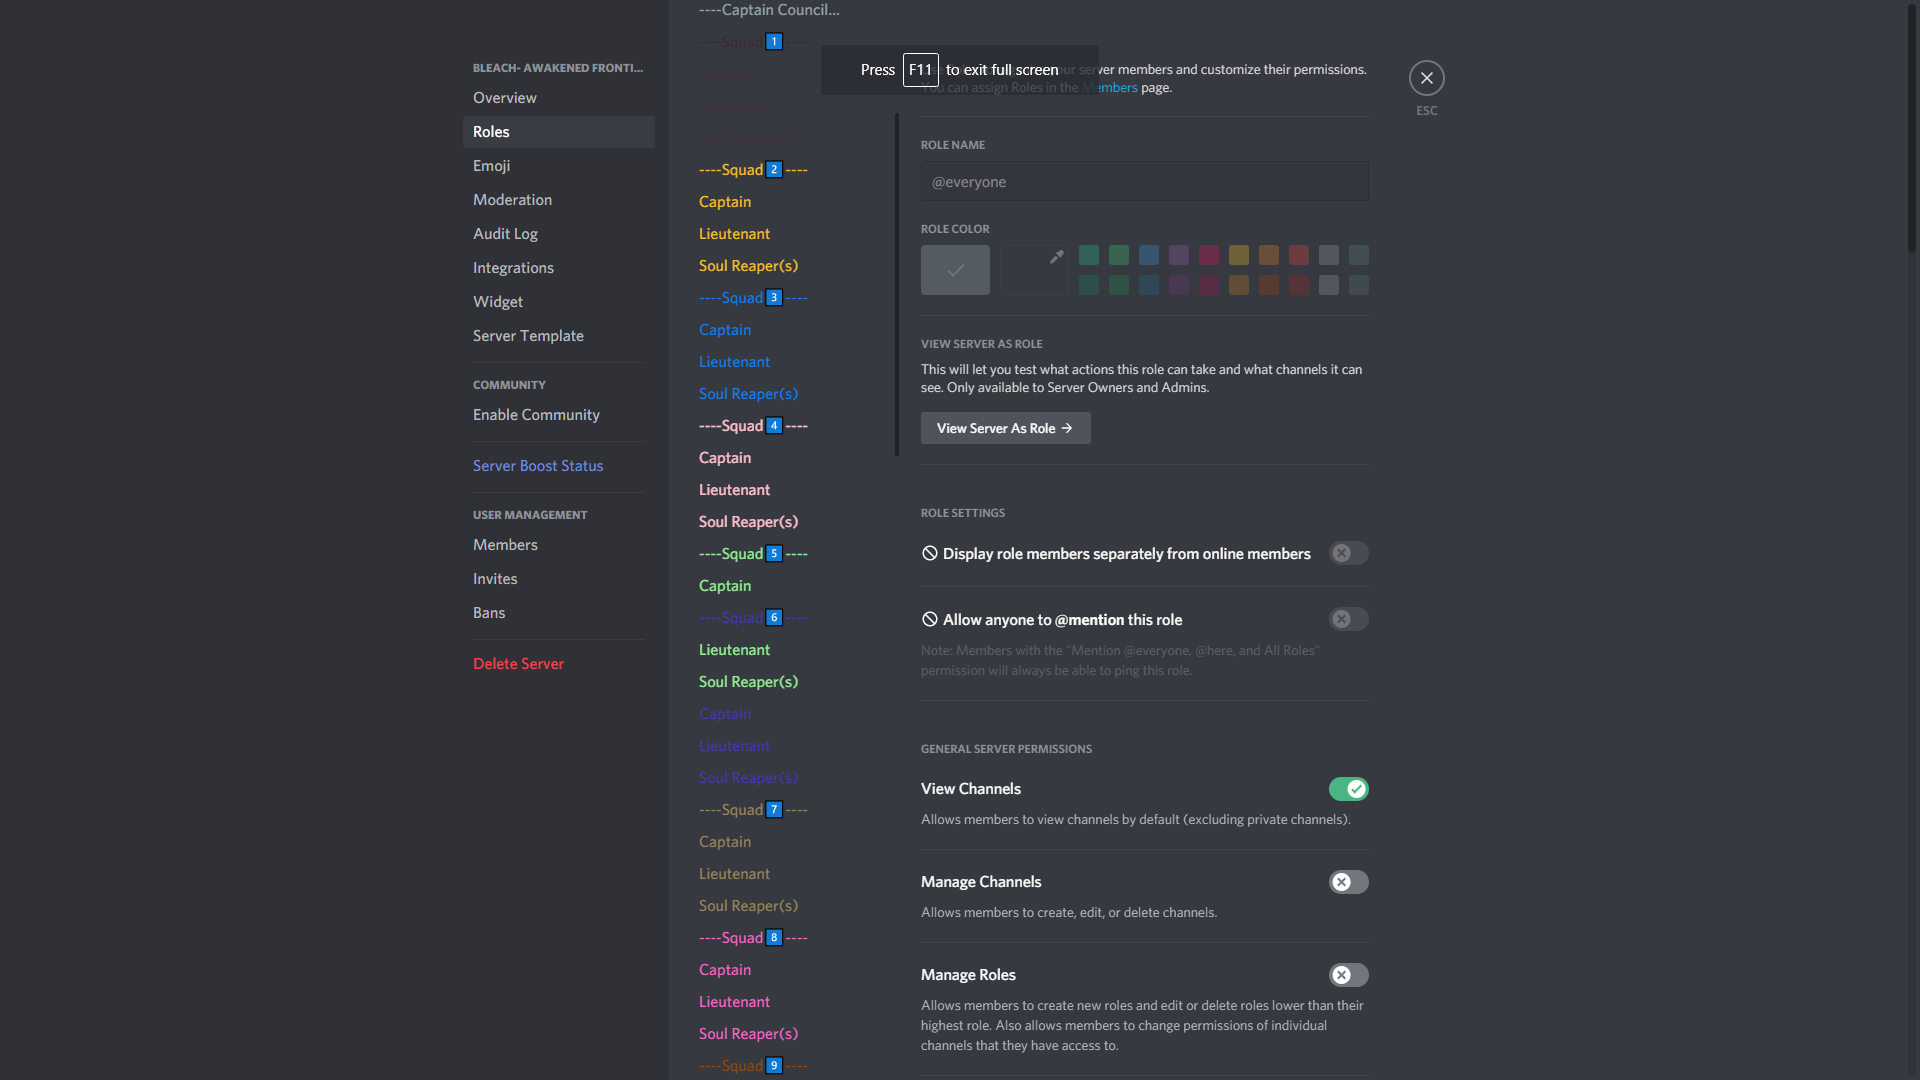 BLEACH- AWAKENED FRONTI...
Overview
Roles
Emoji
Moderation
Audit Log
Integrations
Widget
Server Template
COMMUNITY
Enable Community
Server Boost Status
USER MANAGEMENT
Members
Invites
Bans
Delete Server
----Captain Council...
----Squad 1 ----
----Squad 2 ----
Captain
Lieutenant
Soul Reaper(s)
----Squad 3 ----
Captain
Lieutenant
Soul Reaper(s)
----Squad 4 ----
Captain
Lieutenant
Soul Reaper(s)
----Squad 5 ----
Captain
----Squad 6 ----
Lieutenant
Soul Reaper(s)
Captain
Lieutenant
Soul Reaper(s)
----Squad 7 ----
Captain
Lieutenant
Soul Reaper(s)
----Squad 8 ----
Captain
Lieutenant
Soul Reaper(s)
----Squad 9 ----
Press F11 to exit full screen
your server members and customize their permissions.
You can assign Roles in the Members page.
ROLE NAME
@everyone
ROLE COLOR
VIEW SERVER AS ROLE
This will let you test what actions this role can take and what channels it can
see. Only available to Server Owners and Admins.
View Server As Role →
ROLE SETTINGS
Display role members separately from online members
Allow anyone to @mention this role
Note: Members with the "Mention @everyone, @here, and All Roles"
permission will always be able to ping this role.
GENERAL SERVER PERMISSIONS
View Channels
Allows members to view channels by default (excluding private channels).
Manage Channels
Allows members to create, edit, or delete channels.
Manage Roles
Allows members to create new roles and edit or delete roles lower than their
highest role. Also allows members to change permissions of individual
channels that they have access to.
ESC